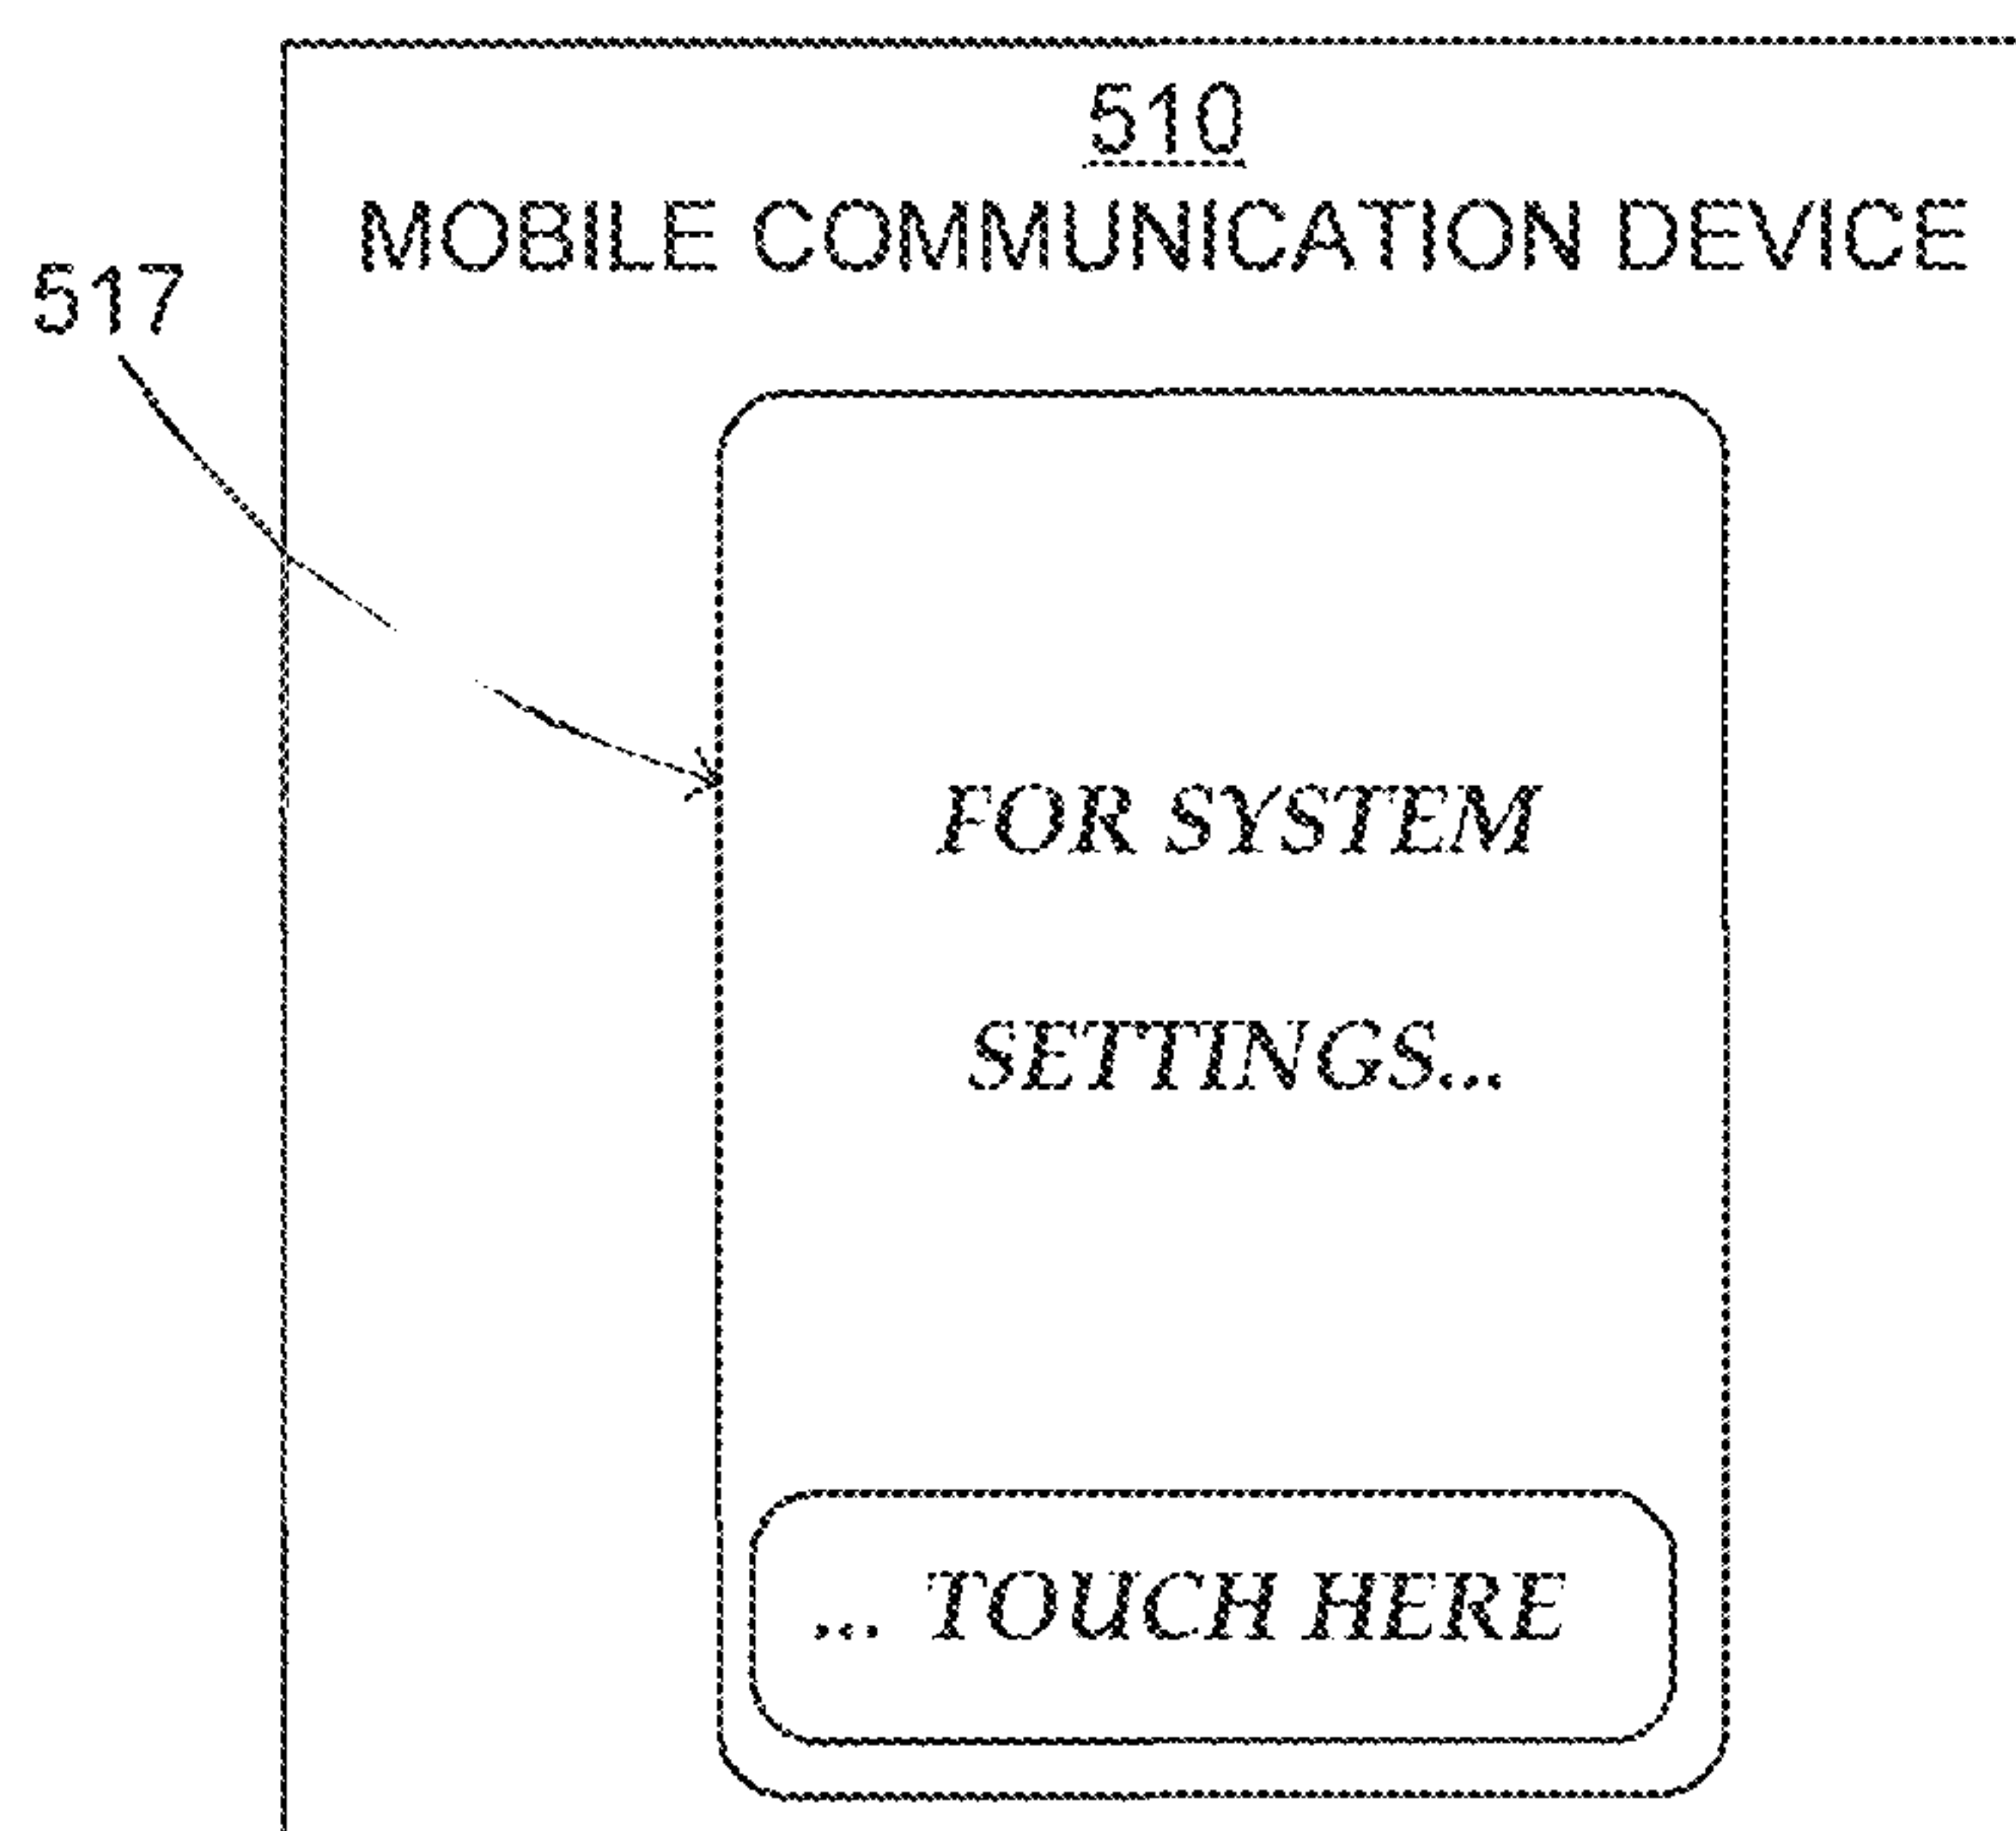 510
MOBILE COMMUNICATION DEVICE
517
FOR SYSTEM
SETTINGS...
... TOUCH HERE